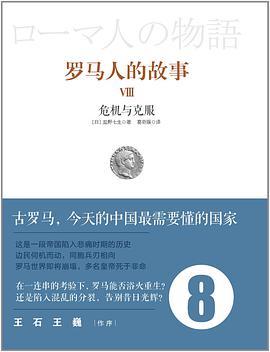 ローマ人の物語
罗马人的故事
VIII
危机与克服
[日] 盐野七生 著 葛奇蹊 译
古罗马，今天的中国最需要懂的国家
这是一段帝国陷入悲痛时期的历史
边民伺机而动，同胞兵刃相向
罗马世界即将崩塌，多名皇帝死于非命
在一连串的考验下，罗马能否浴火重生？
还是陷入混乱的分裂，告别昔日光辉？
8
王石 王巍 [作序]